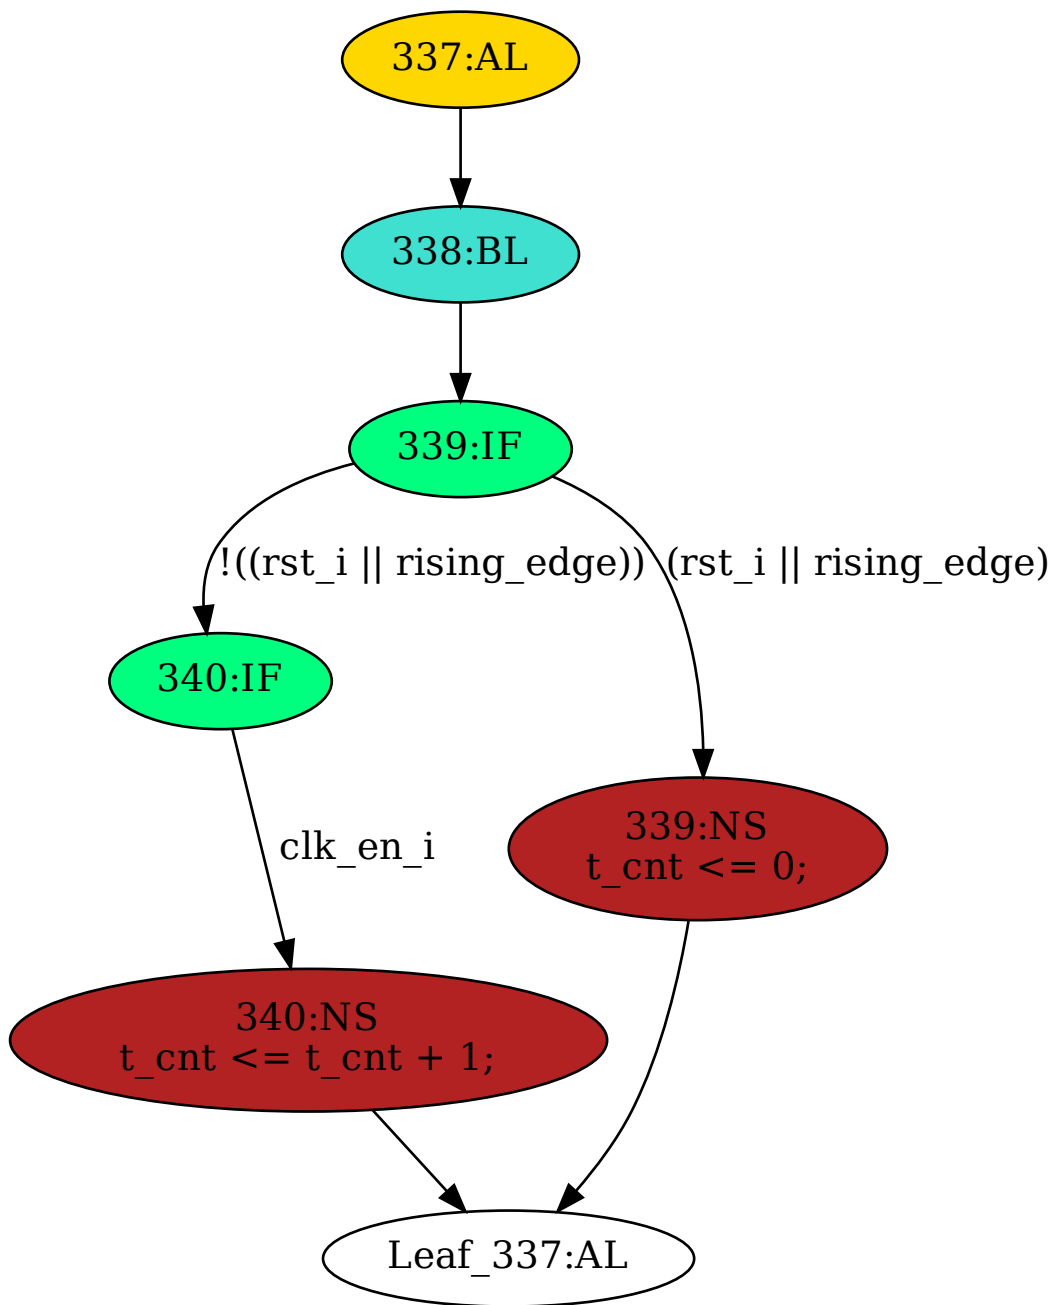 337:AL
338:BL
339:IF
!((rst_i || rising_edge))
(rst_i || rising_edge)
340:IF
clk_en_i
339:NS
t_cnt <= 0;
340:NS
t_cnt <= t_cnt + 1;
Leaf_337:AL